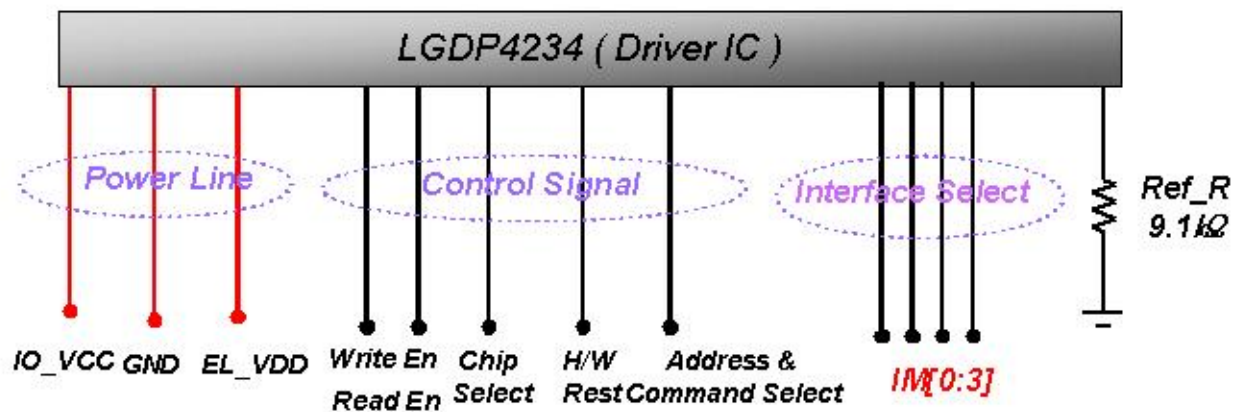 LGDP4234 ( Driver IC )
Power Line
Control Signal
Interface Select
Ref_R
9.1㏀
IO_VCC
GND
EL_VDD
Write En
Read En
Chip
Select
H/W
Rest
Address &
Command Select
IM[0:3]